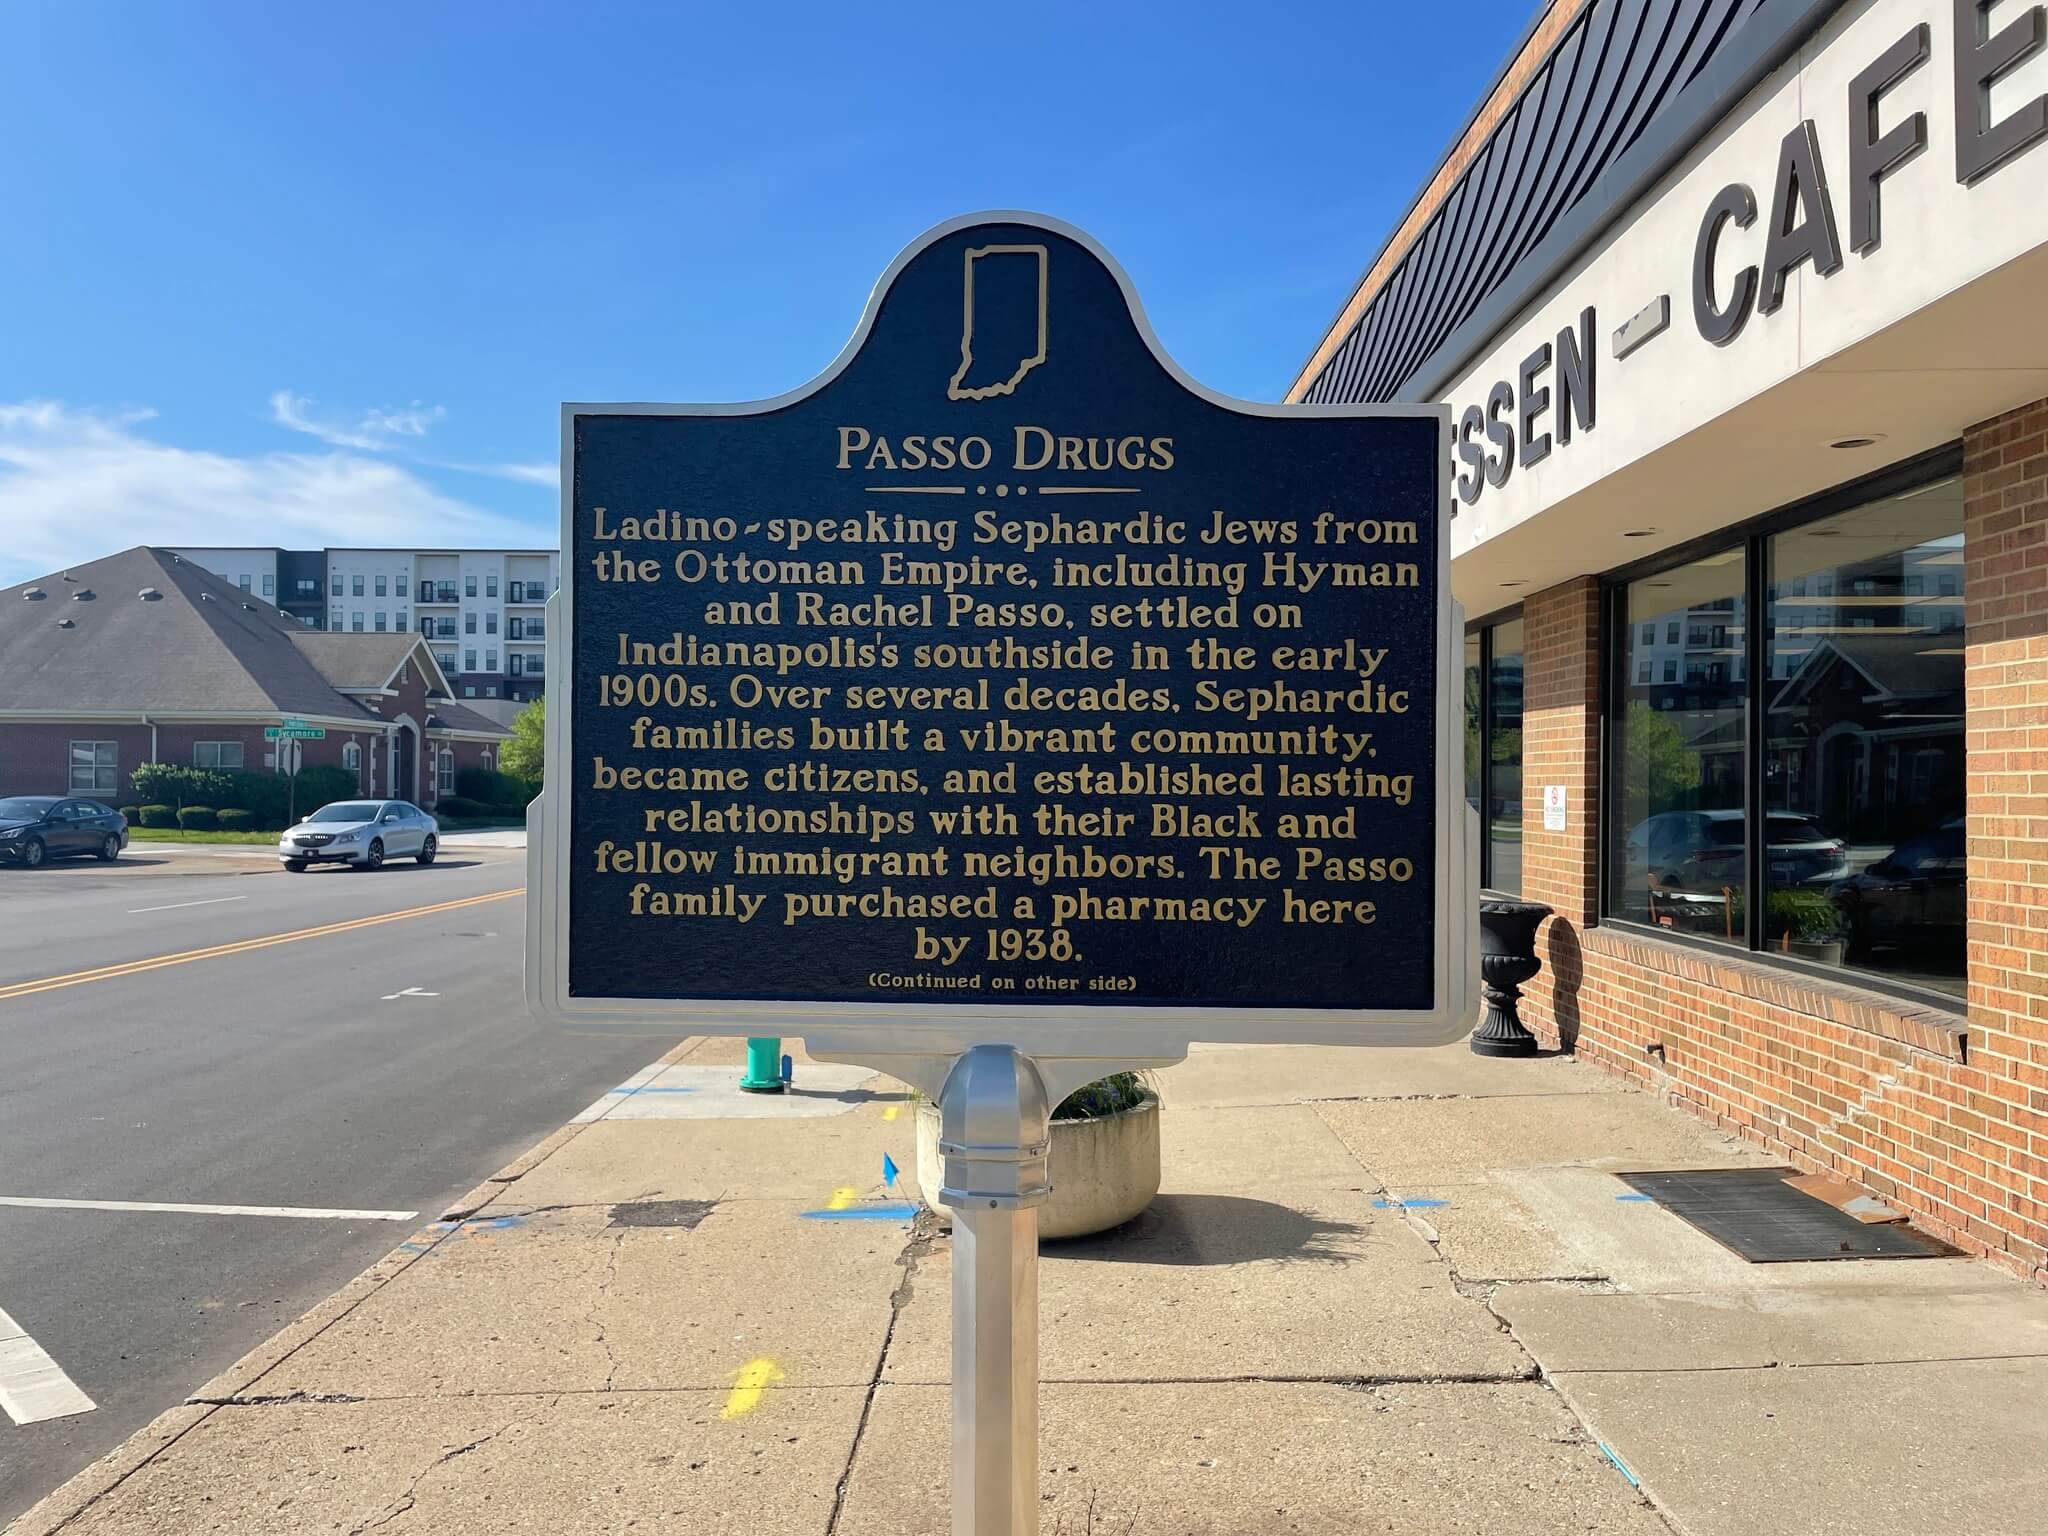 PASSO DRUGS
Ladino-speaking Sephardic Jews from
the Ottoman Empire, including Hyman
and Rachel Passo, settled on
Indianapolis's southside in the early
1900s. Over several decades, Sephardic
families built a vibrant community,
became citizens, and established lasting
relationships with their Black and
fellow immigrant neighbors. The Passo
family purchased a pharmacy here
by 1938.
(Continued on other side)
ESSEN - CAFE
Sycamore